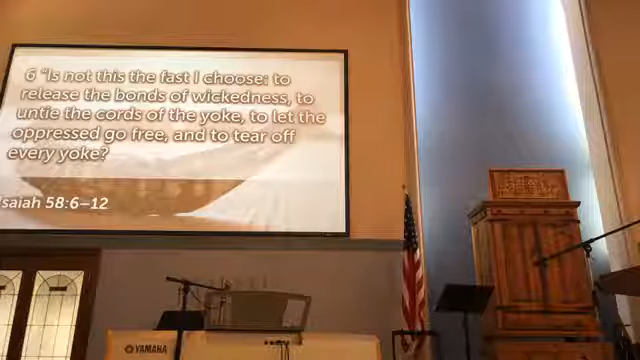 6 "Is not this the fast I choose: to
release the bonds of wickedness, to
untie the cords of the yoke, to let the
oppressed go free, and to tear off
every yoke?
saiah 58:6–12
YAMAHA